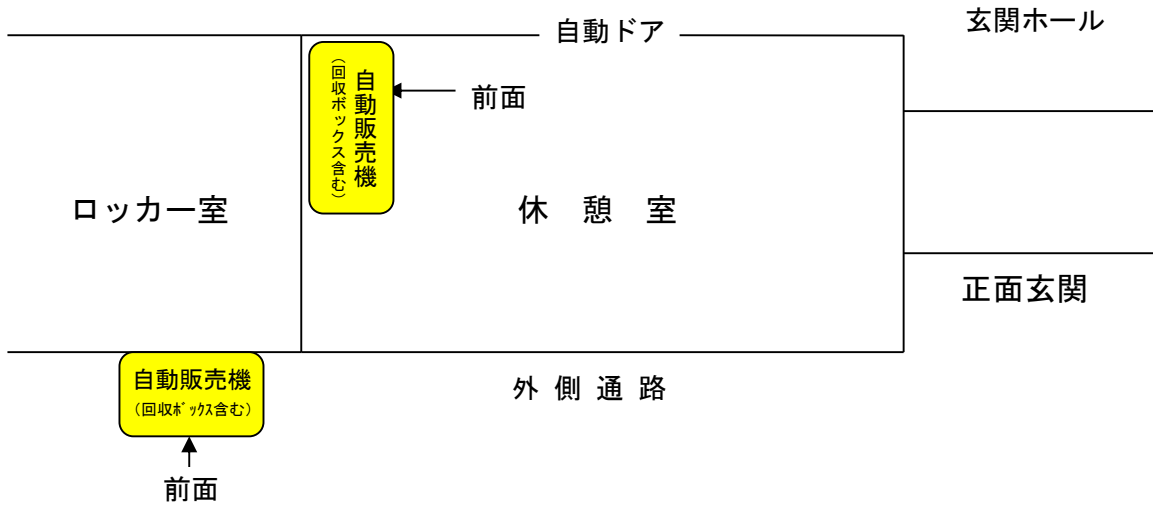 玄関ホール
自動ドア
自動販売機
（回収ボックス含む）
前面
ロッカー室
休 憩 室
正面玄関
自動販売機
（回収ﾎﾞｯｸｽ含む）
外 側 通 路
前面